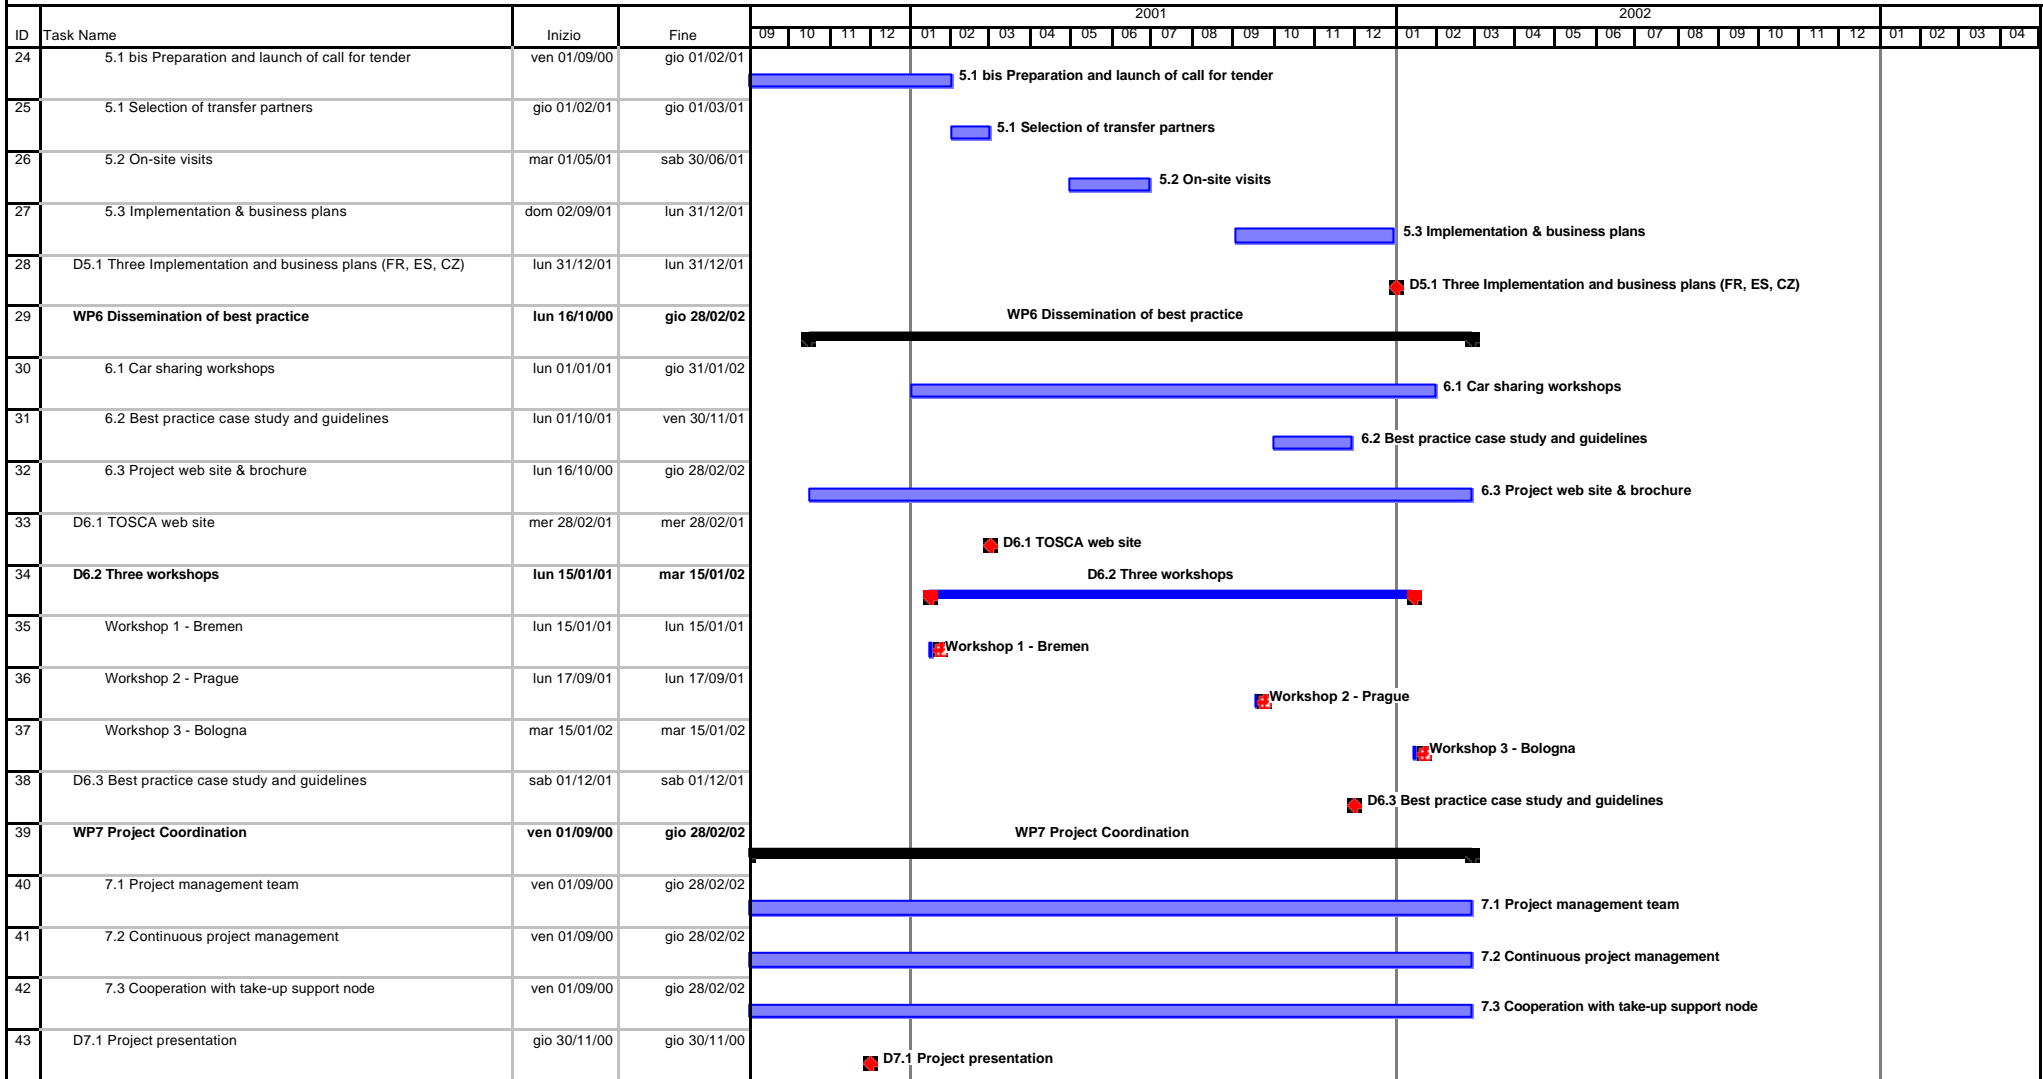 2001 2002
ID Task Name Inizio Fine 09 10 11 12 01 02 03 04 05 06 07 08 09 10 11 12 01 02 03 04 05 06 07 08 09 10 11 12 01 02 03 04
24 5.1 bis Preparation and launch of call for tender ven 01/09/00 gio 01/02/01
5.1 bis Preparation and launch of call for tender
25 5.1 Selection of transfer partners gio 01/02/01 gio 01/03/01
5.1 Selection of transfer partners
26 5.2 On-site visits mar 01/05/01 sab 30/06/01
5.2 On-site visits
27 5.3 Implementation & business plans dom 02/09/01 lun 31/12/01
5.3 Implementation & business plans
28 D5.1 Three Implementation and business plans (FR, ES, CZ) lun 31/12/01 lun 31/12/01
D5.1 Three Implementation and business plans (FR, ES, CZ)
29 WP6 Dissemination of best practice lun 16/10/00 gio 28/02/02 WP6 Dissemination of best practice
30 6.1 Car sharing workshops lun 01/01/01 gio 31/01/02
6.1 Car sharing workshops
31 6.2 Best practice case study and guidelines lun 01/10/01 ven 30/11/01
6.2 Best practice case study and guidelines
32 6.3 Project web site & brochure lun 16/10/00 gio 28/02/02
6.3 Project web site & brochure
33 D6.1 TOSCA web site mer 28/02/01 mer 28/02/01
D6.1 TOSCA web site
34 D6.2 Three workshops lun 15/01/01 mar 15/01/02 D6.2 Three workshops
35 Workshop 1 - Bremen lun 15/01/01 lun 15/01/01
Workshop 1 - Bremen
36 Workshop 2 - Prague lun 17/09/01 lun 17/09/01
Workshop 2 - Prague
37 Workshop 3 - Bologna mar 15/01/02 mar 15/01/02
Workshop 3 - Bologna
38 D6.3 Best practice case study and guidelines sab 01/12/01 sab 01/12/01
D6.3 Best practice case study and guidelines
39 WP7 Project Coordination ven 01/09/00 gio 28/02/02 WP7 Project Coordination
40 7.1 Project management team ven 01/09/00 gio 28/02/02
7.1 Project management team
41 7.2 Continuous project management ven 01/09/00 gio 28/02/02
7.2 Continuous project management
42 7.3 Cooperation with take-up support node ven 01/09/00 gio 28/02/02
7.3 Cooperation with take-up support node
43 D7.1 Project presentation gio 30/11/00 gio 30/11/00
D7.1 Project presentation